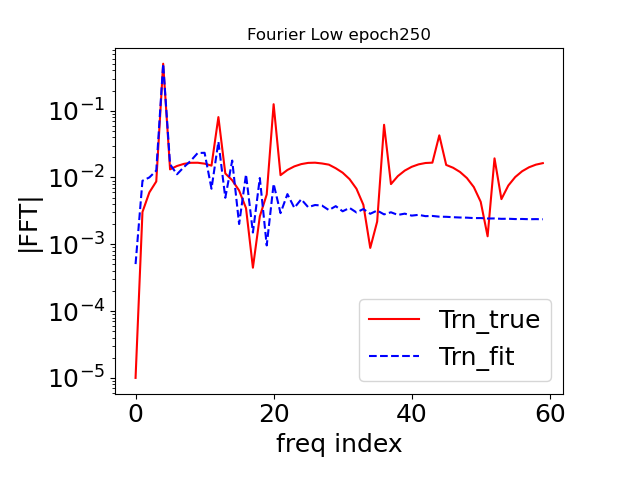 Fourier Low epoch250
|FFT|
10⁻¹
10⁻²
10⁻³
10⁻⁴
10⁻⁵
Trn_true
Trn_fit
0 20 40 60
freq index